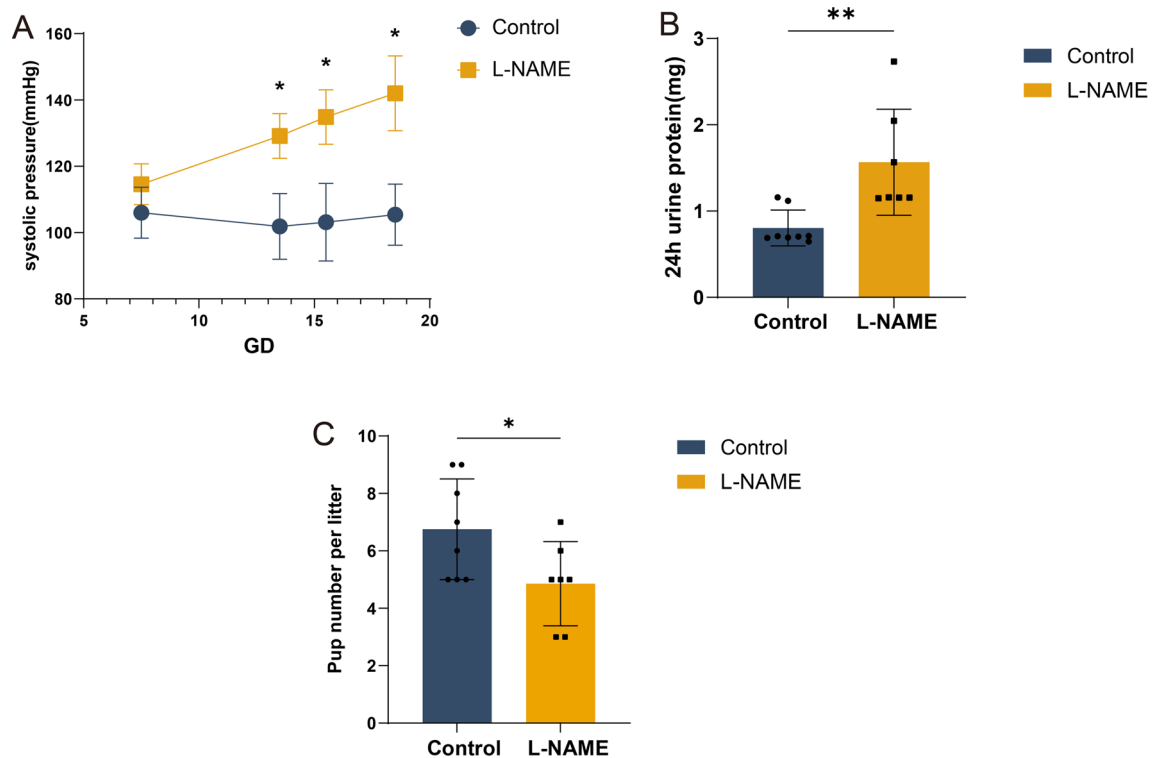 A
systolic pressure(mmHg)
160
140
120
100
80
*
*
*
5
10
15
20
GD
Control
L-NAME
B
24h urine protein(mg)
3
2
1
0
**
Control
L-NAME
Control
L-NAME
C
Pup number per litter
10
8
6
4
2
0
*
Control
L-NAME
Control
L-NAME